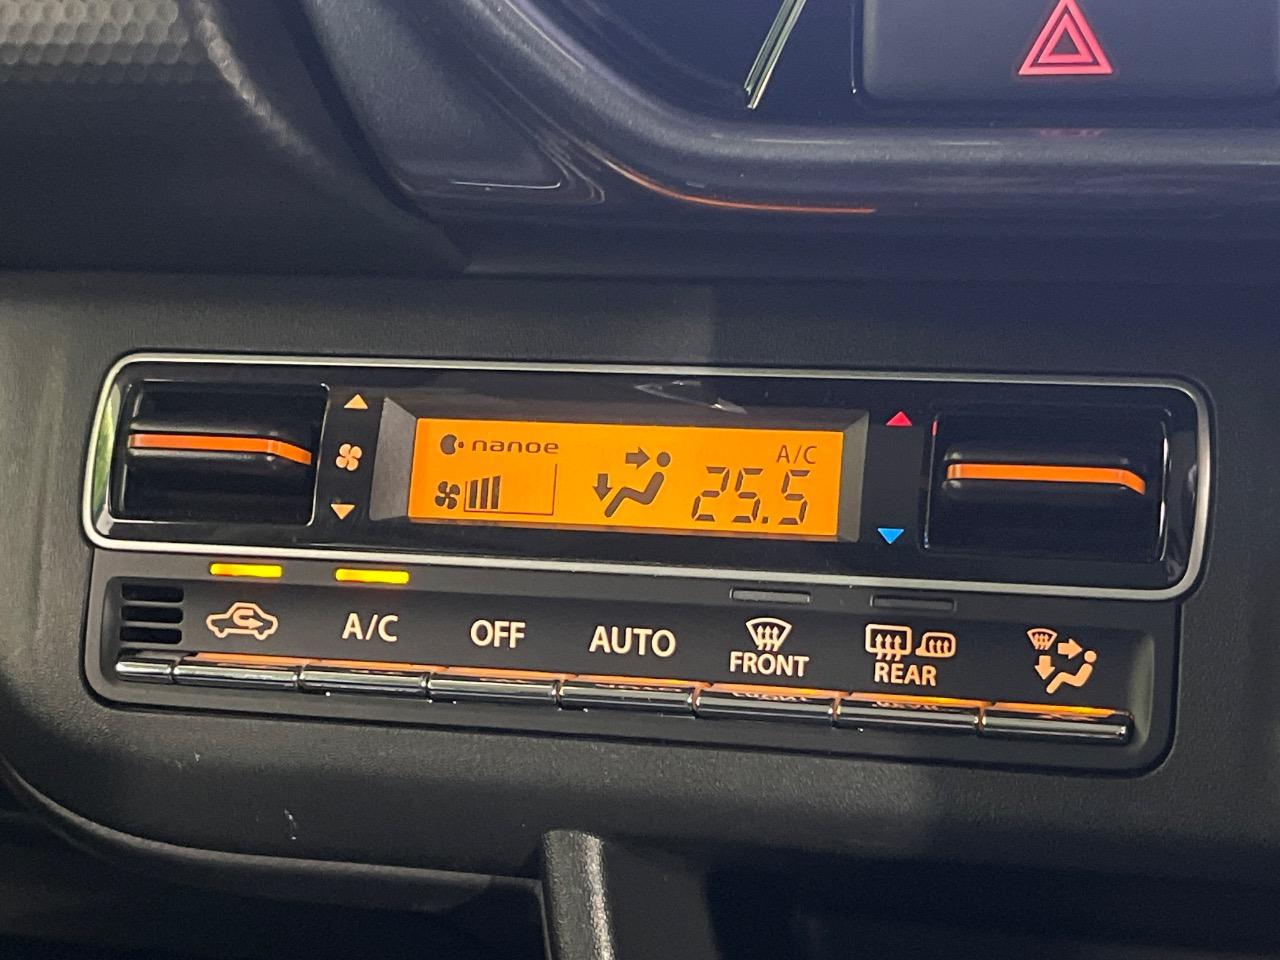 nanoe
A/C
25.5
A/C
OFF
AUTO
FRONT
REAR